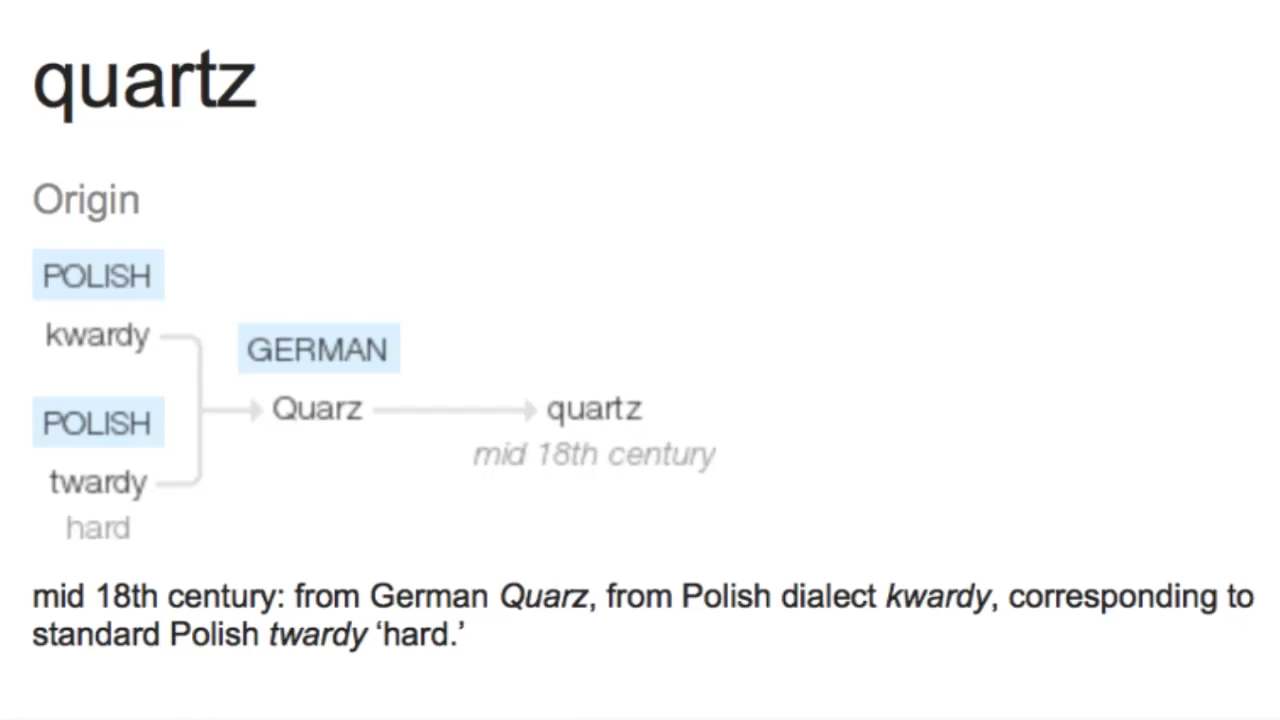 quartz
Origin
POLISH
kwardy
GERMAN
Quarz
quartz
mid 18th century
POLISH
twardy
hard
mid 18th century: from German Quarz, from Polish dialect kwardy, corresponding to
standard Polish twardy ‘hard.’